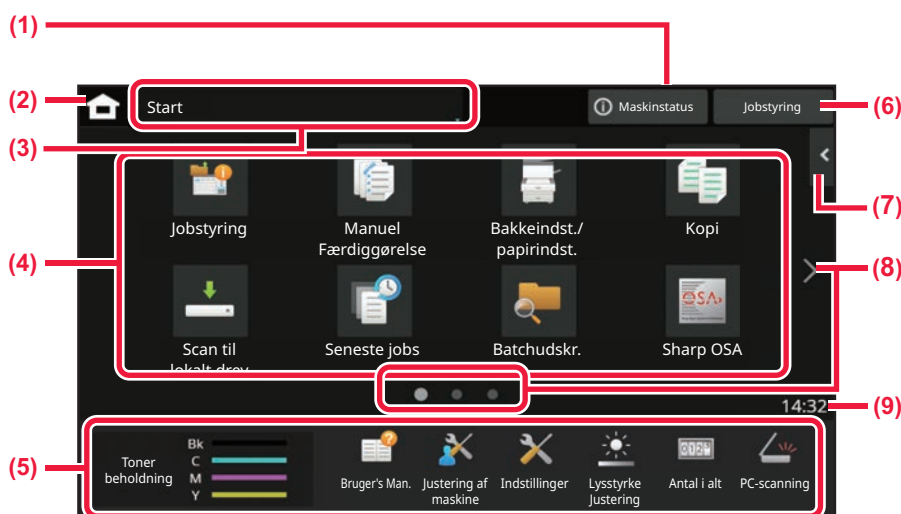 (1)
(2)
Start
Maskinstatus
Jobstyring
(6)
(3)
(7)
Jobstyring
Manuel
Færdiggørelse
Bakkeindst./
papirindst.
Kopi
(4)
(8)
Scan til
lokalt drev
Seneste jobs
Batchudskr.
OSA
Sharp OSA
14:32
(9)
(5)
Toner
beholdning
Bk
C
M
Y
Bruger's Man.
Justering af
maskine
Indstillinger
Lysstyrke
Justering
Antal i alt
PC-scanning